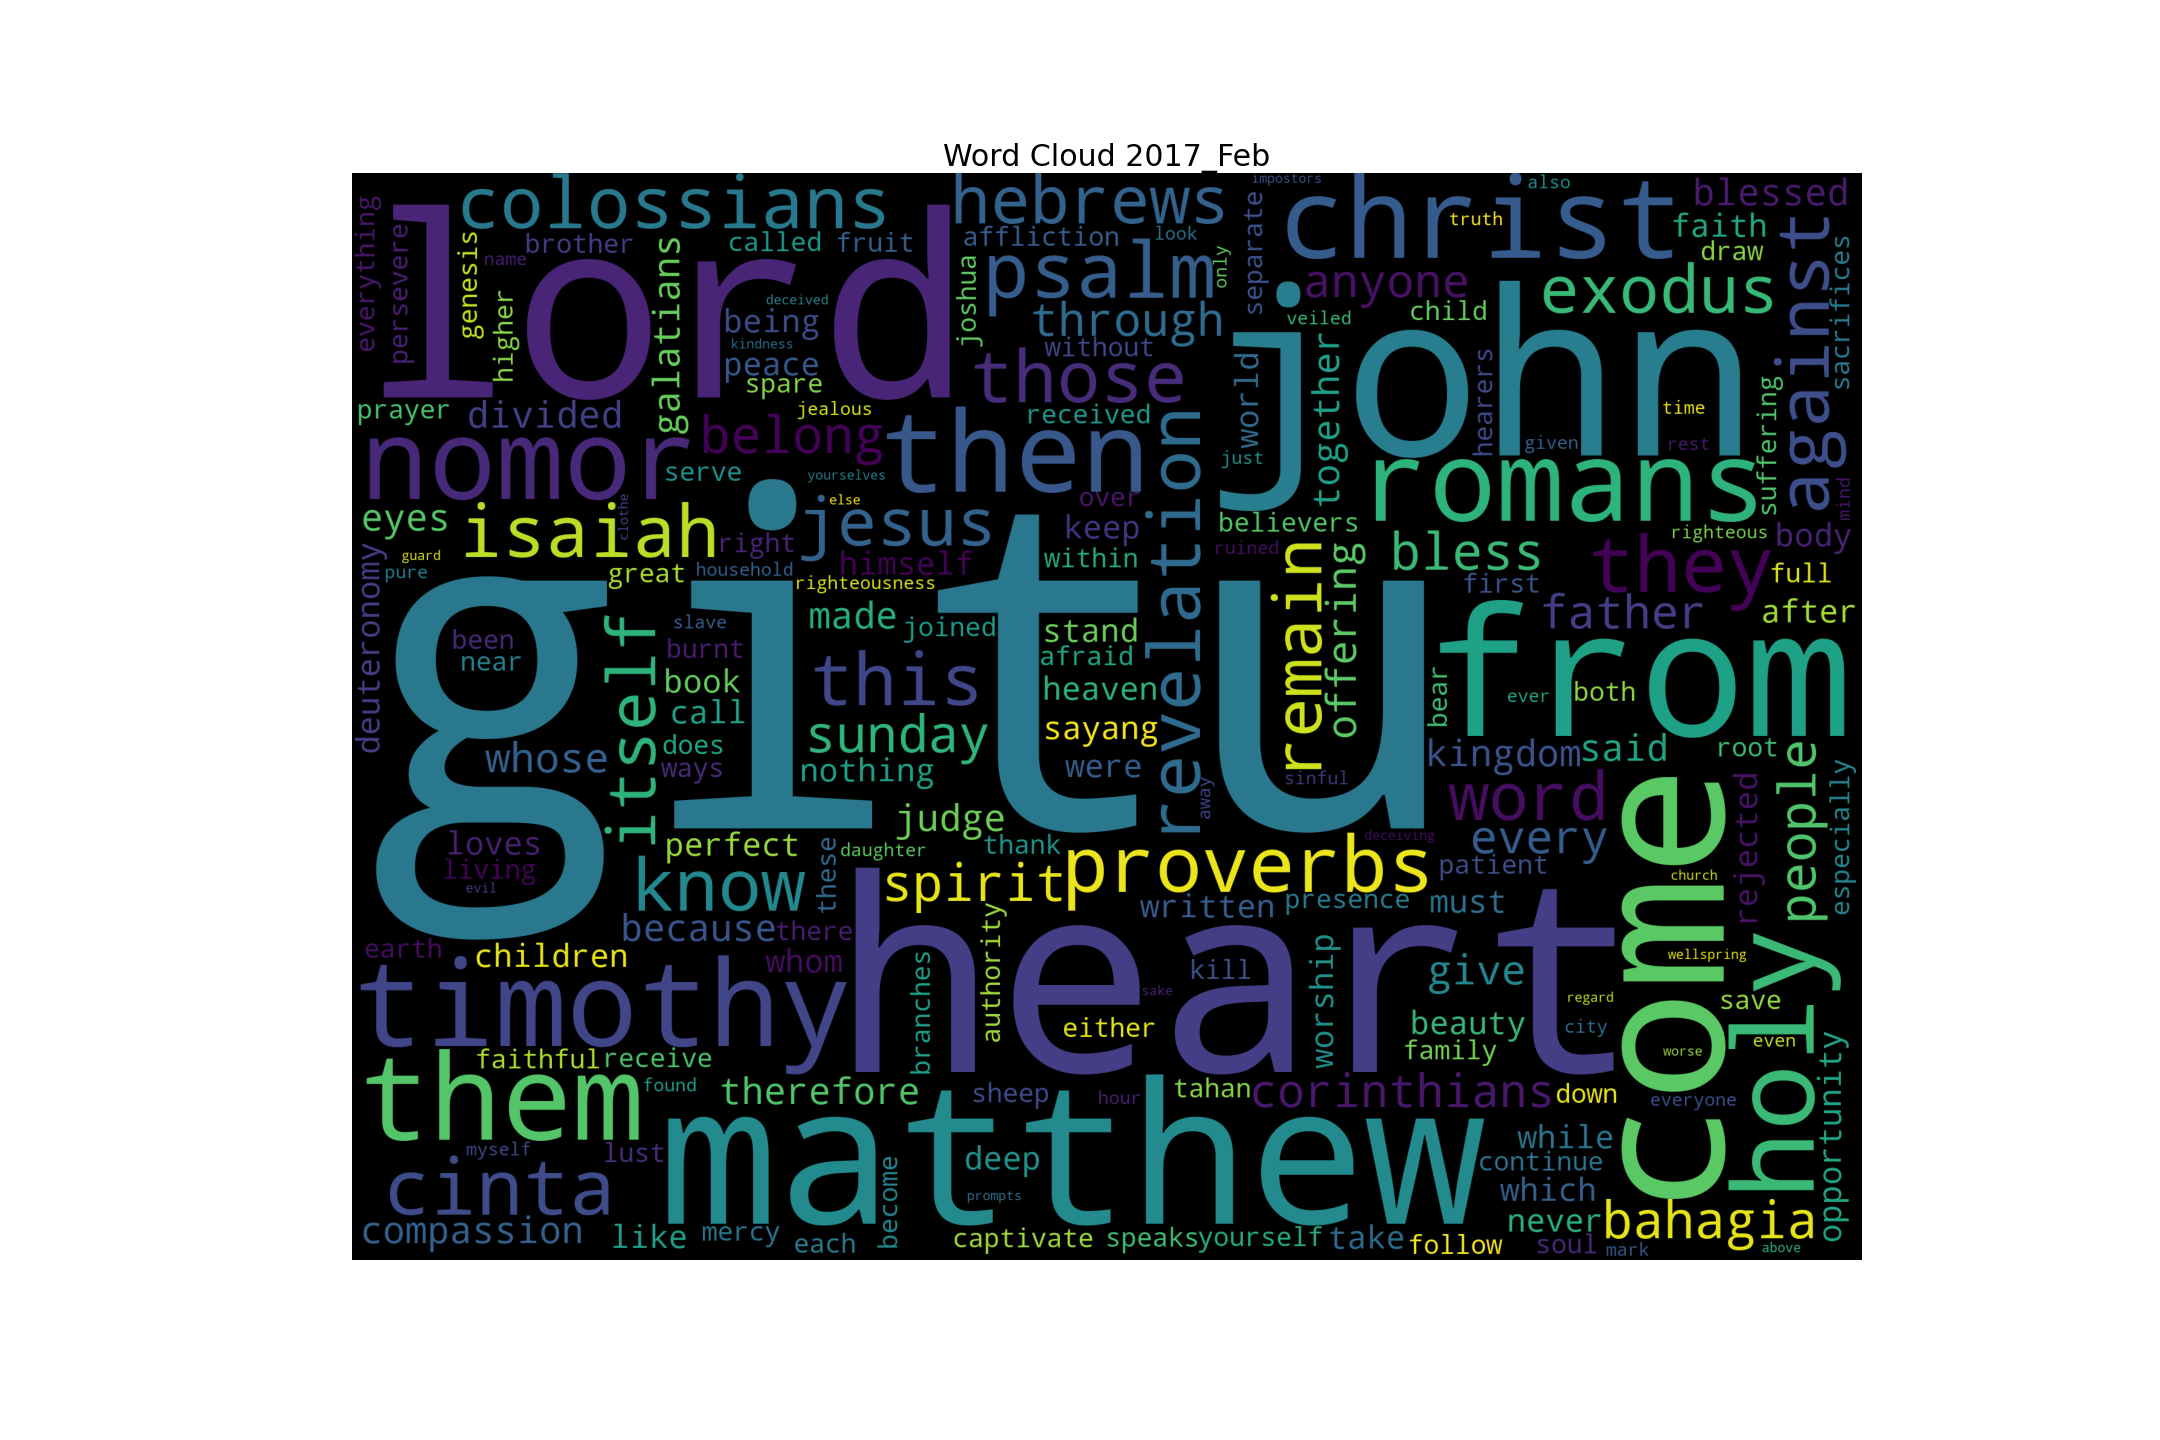 Word Cloud 2017_Feb
colossians
hebrews
impostors
christ
also
blessed
everything
persevere
lord
genesis
brother
name
higher
galatians
called
fruit
affliction
look
psalm
only
separate
truth
faith
draw
against
sacrifices
deceived
being
kindness
peace
spare
joshua
through
without
those
anyone
veiled
child
exodus
john
world
together
hearers
suffering
prayer
divided
jealous
received
belong
then
nomor
serve
yourselves
revelation
just
given
time
rest
romans
mind
eyes
isaiah
clothe
else
jesus
over
keep
believers
righteous
body
guard
pure
right
himself
within
ruined
remain
offering
bless
they
full
deuteronomy
great
household
righteousness
gitu
first
father
after
been
near
itself
slave
burnt
made
joined
stand
afraid
from
book
this
heaven
bear
ever
both
call
sunday
sayang
whose
does
ways
nothing
were
away
sinful
kingdom
said
root
people
especially
judge
word
rejected
come
loves
living
evil
perfect
daughter
thank
deceiving
every
proverbs
patient
know
these
spirit
written
presence
must
church
because
there
heart
earth
children
whom
authority
branches
kill
worship
give
wellspring
holy
timothy
sake
regard
save
either
beauty
city
faithful
receive
family
worse
even
opportunity
them
found
therefore
sheep
hour
tahan
corinthians
down
everyone
matthew
myself
lust
deep
while
continue
cinta
become
prompts
which
compassion
like
mercy
each
captivate
speaks
yourself
take
follow
never
bahagia
soul
mark
above